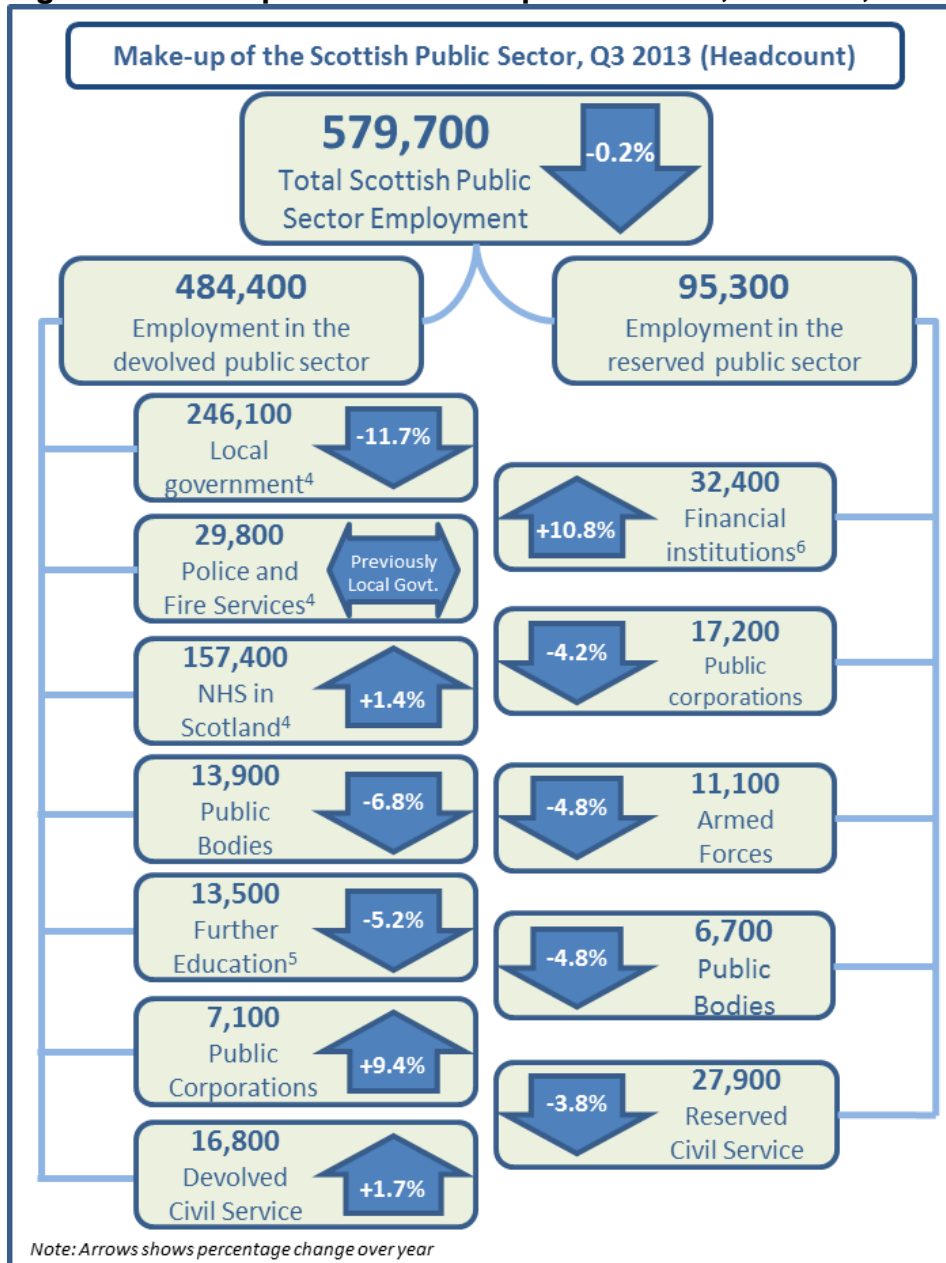 Make-up of the Scottish Public Sector, Q3 2013 (Headcount)
579,700
Total Scottish Public
Sector Employment
-0.2%
484,400
Employment in the
devolved public sector
95,300
Employment in the
reserved public sector
246,100
Local
government⁴
-11.7%
29,800
Police and
Fire Services⁴
Previously
Local Govt.
157,400
NHS in
Scotland⁴
+1.4%
13,900
Public
Bodies
-6.8%
13,500
Further
Education⁵
-5.2%
7,100
Public
Corporations
+9.4%
16,800
Devolved
Civil Service
+1.7%
+10.8%
32,400
Financial
institutions⁶
-4.2%
17,200
Public
corporations
-4.8%
11,100
Armed
Forces
-4.8%
6,700
Public
Bodies
-3.8%
27,900
Reserved
Civil Service
Note: Arrows shows percentage change over year